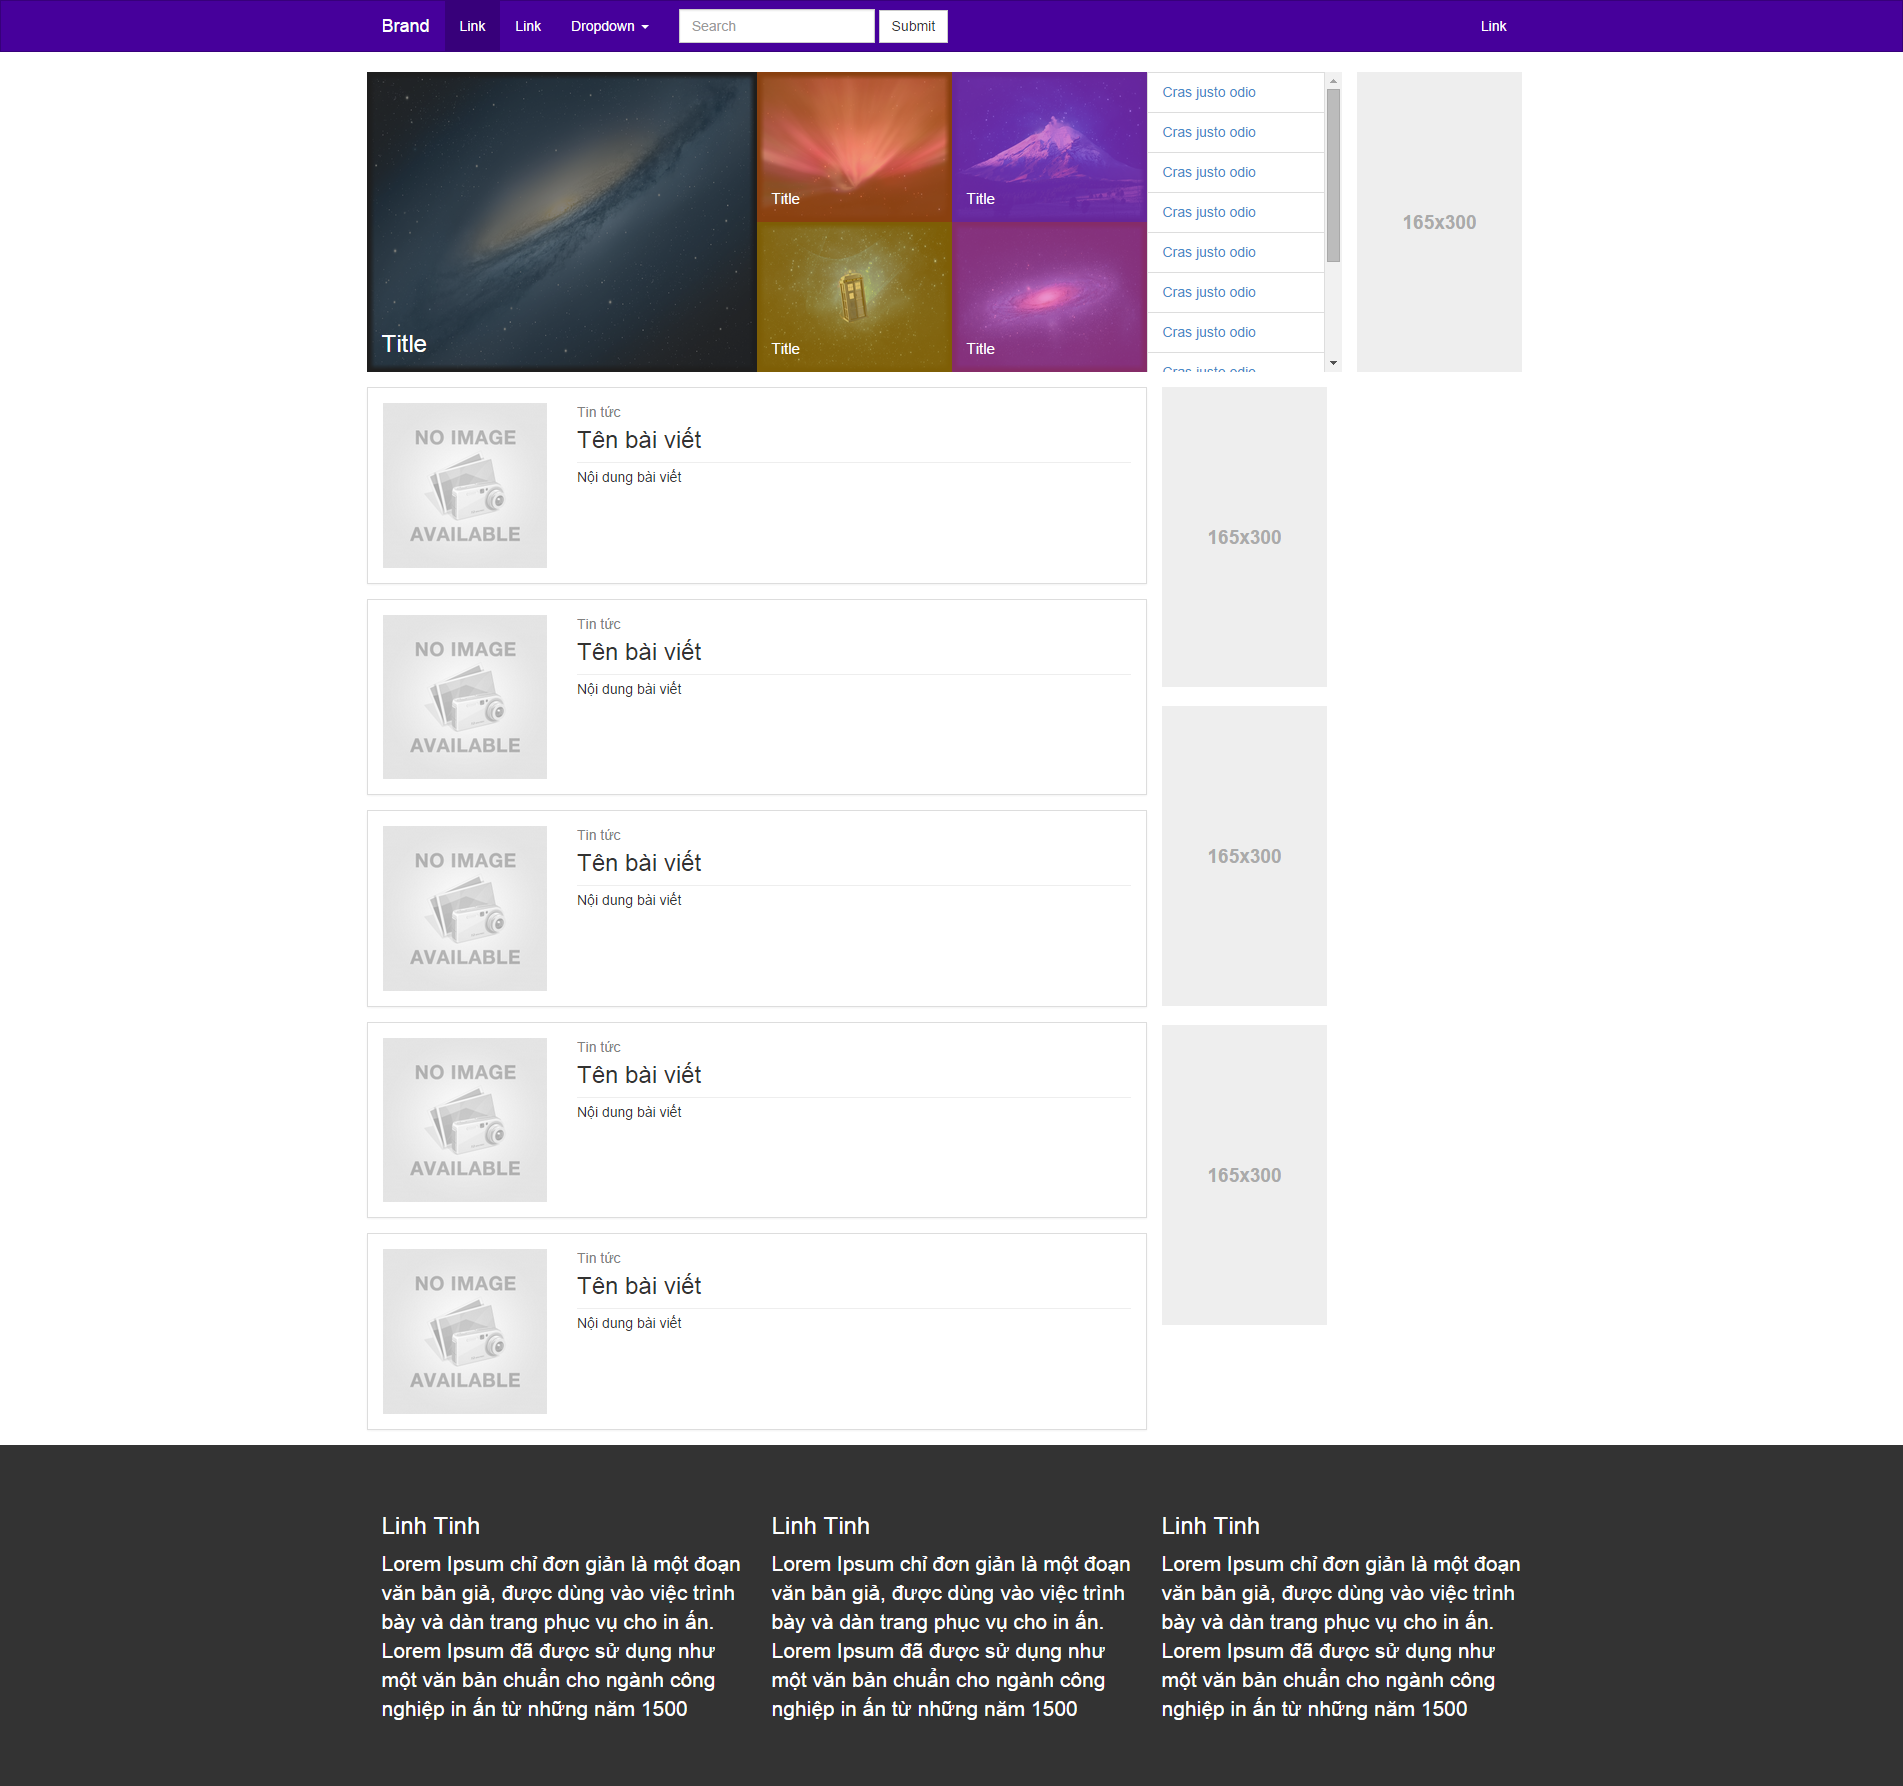 Brand Link Link Dropdown Search Submit Link
Title
Title
Title
Title
Title
Cras justo odio
Cras justo odio
Cras justo odio
Cras justo odio
Cras justo odio
Cras justo odio
Cras justo odio
Cras justo odio
165x300
NO IMAGE
AVAILABLE
Tin tức
Tên bài viết
Nội dung bài viết
NO IMAGE
AVAILABLE
Tin tức
Tên bài viết
Nội dung bài viết
NO IMAGE
AVAILABLE
Tin tức
Tên bài viết
Nội dung bài viết
NO IMAGE
AVAILABLE
Tin tức
Tên bài viết
Nội dung bài viết
NO IMAGE
AVAILABLE
Tin tức
Tên bài viết
Nội dung bài viết
165x300
165x300
165x300
Linh Tinh
Lorem Ipsum chỉ đơn giản là một đoạn
văn bản giả, được dùng vào việc trình
bày và dàn trang phục vụ cho in ấn.
Lorem Ipsum đã được sử dụng như
một văn bản chuẩn cho ngành công
nghiệp in ấn từ những năm 1500
Linh Tinh
Lorem Ipsum chỉ đơn giản là một đoạn
văn bản giả, được dùng vào việc trình
bày và dàn trang phục vụ cho in ấn.
Lorem Ipsum đã được sử dụng như
một văn bản chuẩn cho ngành công
nghiệp in ấn từ những năm 1500
Linh Tinh
Lorem Ipsum chỉ đơn giản là một đoạn
văn bản giả, được dùng vào việc trình
bày và dàn trang phục vụ cho in ấn.
Lorem Ipsum đã được sử dụng như
một văn bản chuẩn cho ngành công
nghiệp in ấn từ những năm 1500